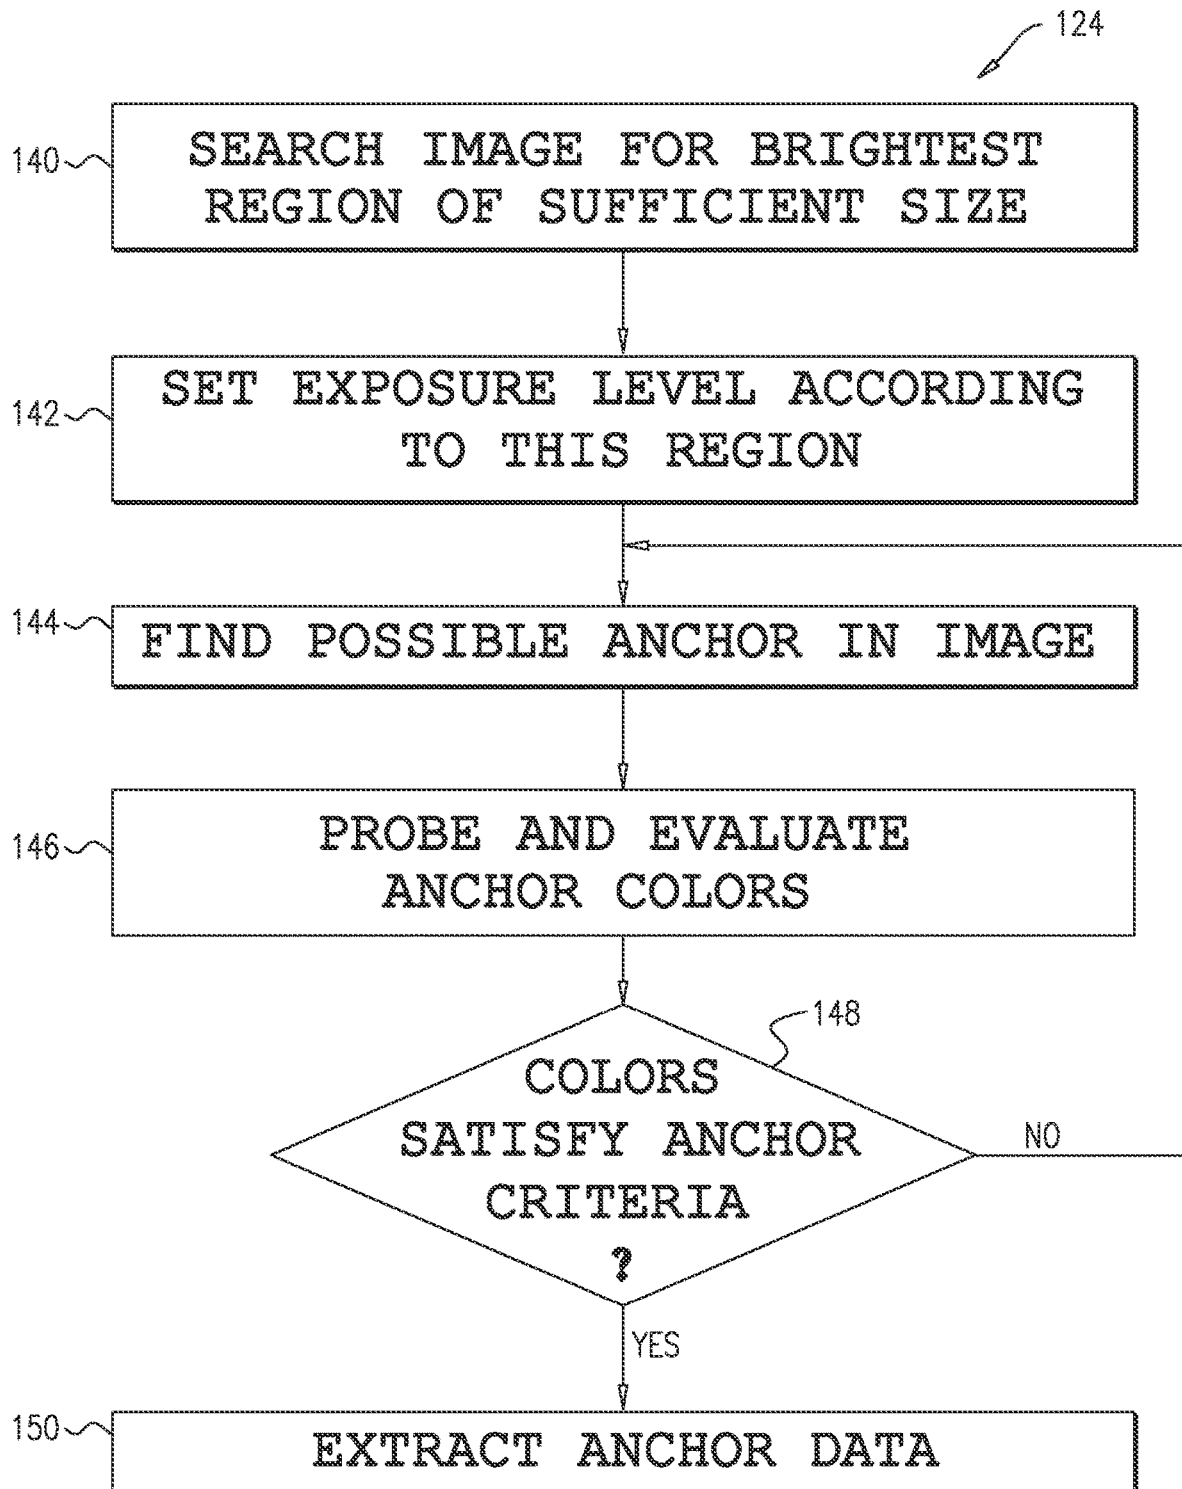 124
140
SEARCH IMAGE FOR BRIGHTEST
REGION OF SUFFICIENT SIZE
142
SET EXPOSURE LEVEL ACCORDING
TO THIS REGION
144
FIND POSSIBLE ANCHOR IN IMAGE
146
PROBE AND EVALUATE
ANCHOR COLORS
148
COLORS
SATISFY ANCHOR
CRITERIA
?
NO
YES
150
EXTRACT ANCHOR DATA